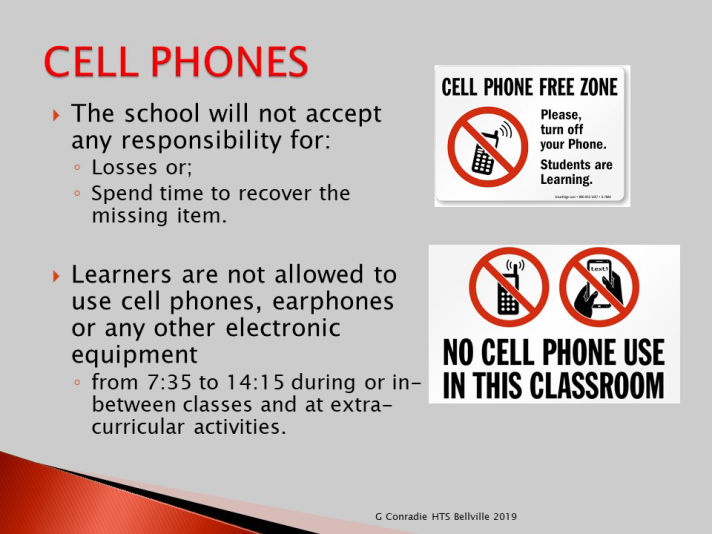 CELL PHONES
The school will not accept
any responsibility for:
Losses or;
Spend time to recover the
missing item.
Learners are not allowed to
use cell phones, earphones
or any other electronic
equipment
from 7:35 to 14:15 during or in-
between classes and at extra-
curricular activities.
CELL PHONE FREE ZONE
Please,
turn off
your Phone.
Students are
Learning.
text!
NO CELL PHONE USE
IN THIS CLASSROOM
G Conradie HTS Bellville 2019